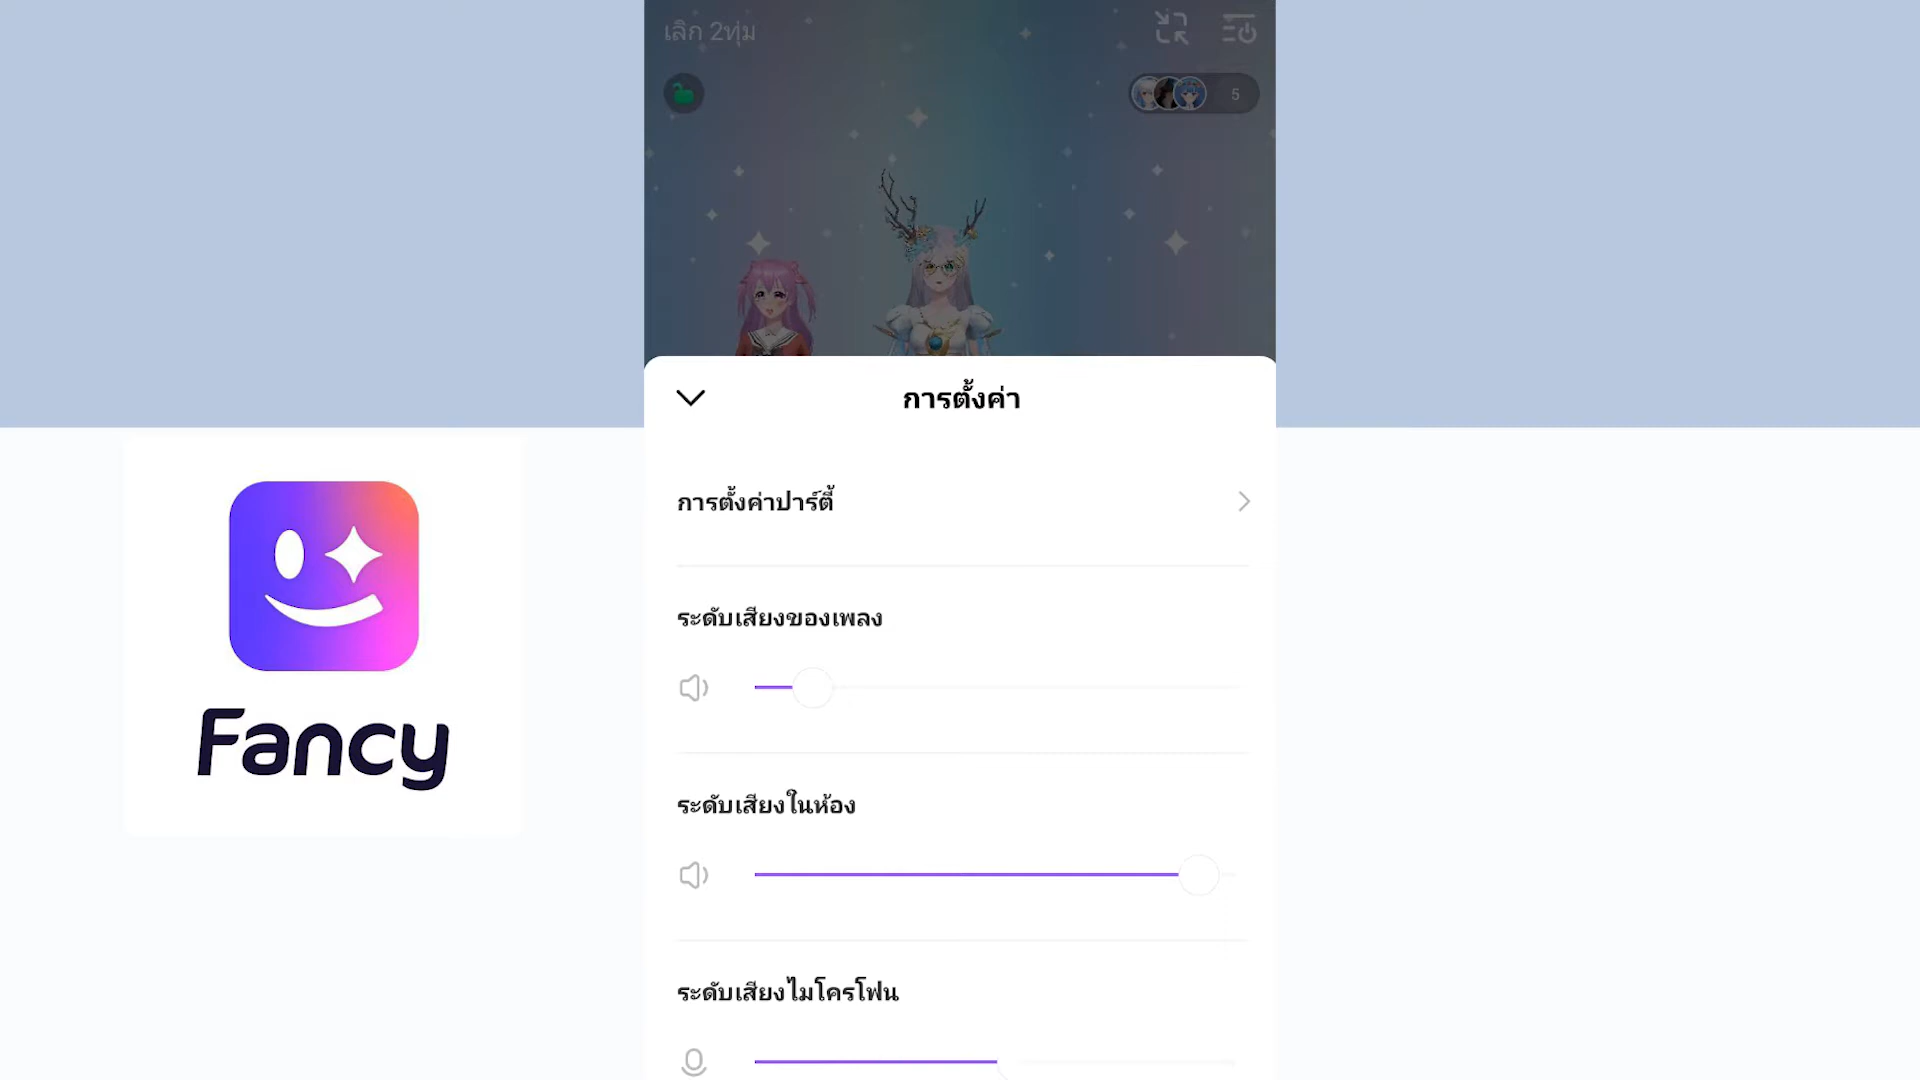 เลิก 2ทุ่ม
5
การตั้งค่า
การตั้งค่าปาร์ตี้
ระดับเสียงของเพลง
ระดับเสียงในห้อง
ระดับเสียงไมโครโฟน
Fancy